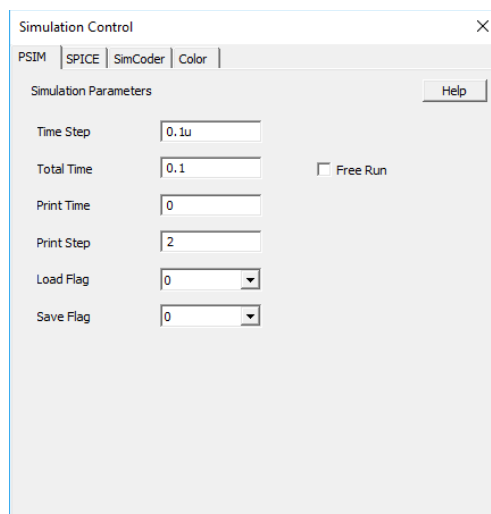 Simulation Control
PSIM SPICE SimCoder Color
Simulation Parameters Help
Time Step 0.1u
Total Time 0.1 Free Run
Print Time 0
Print Step 2
Load Flag 0
Save Flag 0